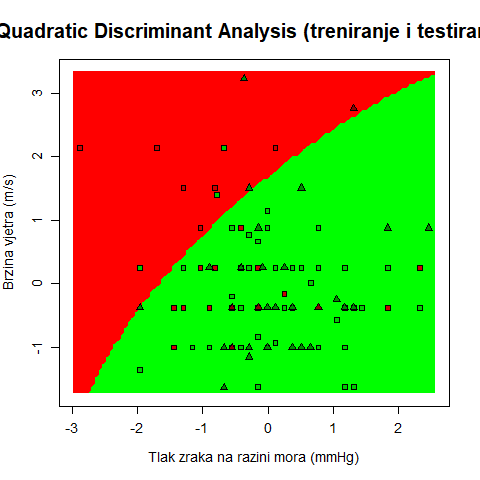 Quadratic Discriminant Analysis (treniranje i testiran
Brzina vjetra (m/s)
3
2
1
0
-1
-3 -2 -1 0 1 2
Tlak zraka na razini mora (mmHg)